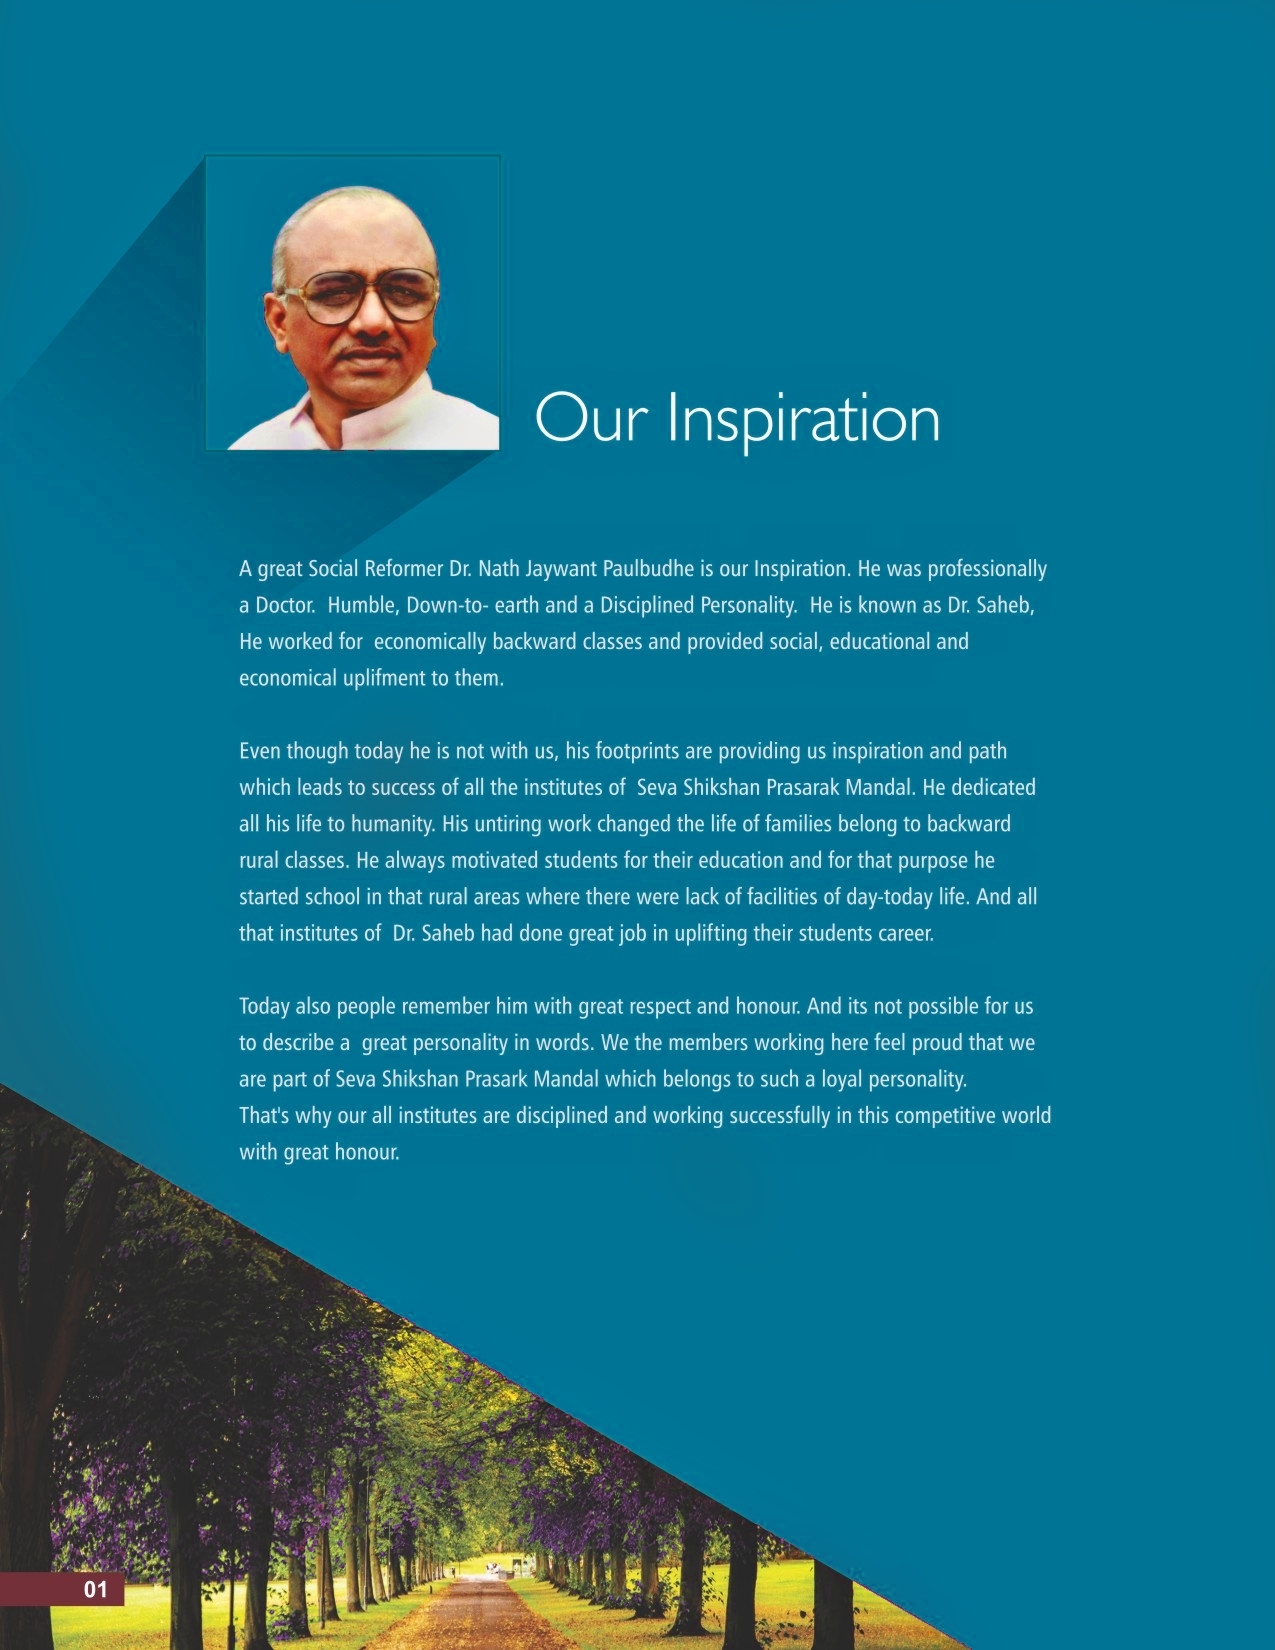 Our Inspiration
A great Social Reformer Dr. Nath Jaywant Paulbudhe is our Inspiration. He was professionally
a Doctor.  Humble, Down-to- earth and a Disciplined Personality.  He is known as Dr. Saheb,
He worked for  economically backward classes and provided social, educational and
economical uplifment to them.
Even though today he is not with us, his footprints are providing us inspiration and path
which leads to success of all the institutes of  Seva Shikshan Prasarak Mandal. He dedicated
all his life to humanity. His untiring work changed the life of families belong to backward
rural classes. He always motivated students for their education and for that purpose he
started school in that rural areas where there were lack of facilities of day-today life. And all
that institutes of  Dr. Saheb had done great job in uplifting their students career.
Today also people remember him with great respect and honour. And its not possible for us
to describe a  great personality in words. We the members working here feel proud that we
are part of Seva Shikshan Prasark Mandal which belongs to such a loyal personality.
That's why our all institutes are disciplined and working successfully in this competitive world
with great honour.
01